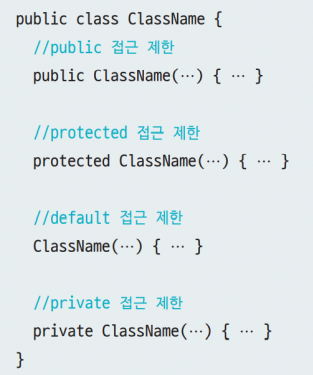 public class ClassName {
//public 접근 제한
public ClassName(…) { … }
//protected 접근 제한
protected ClassName(…) { … }
//default 접근 제한
ClassName(…) { … }
//private 접근 제한
private ClassName(…) { … }
}